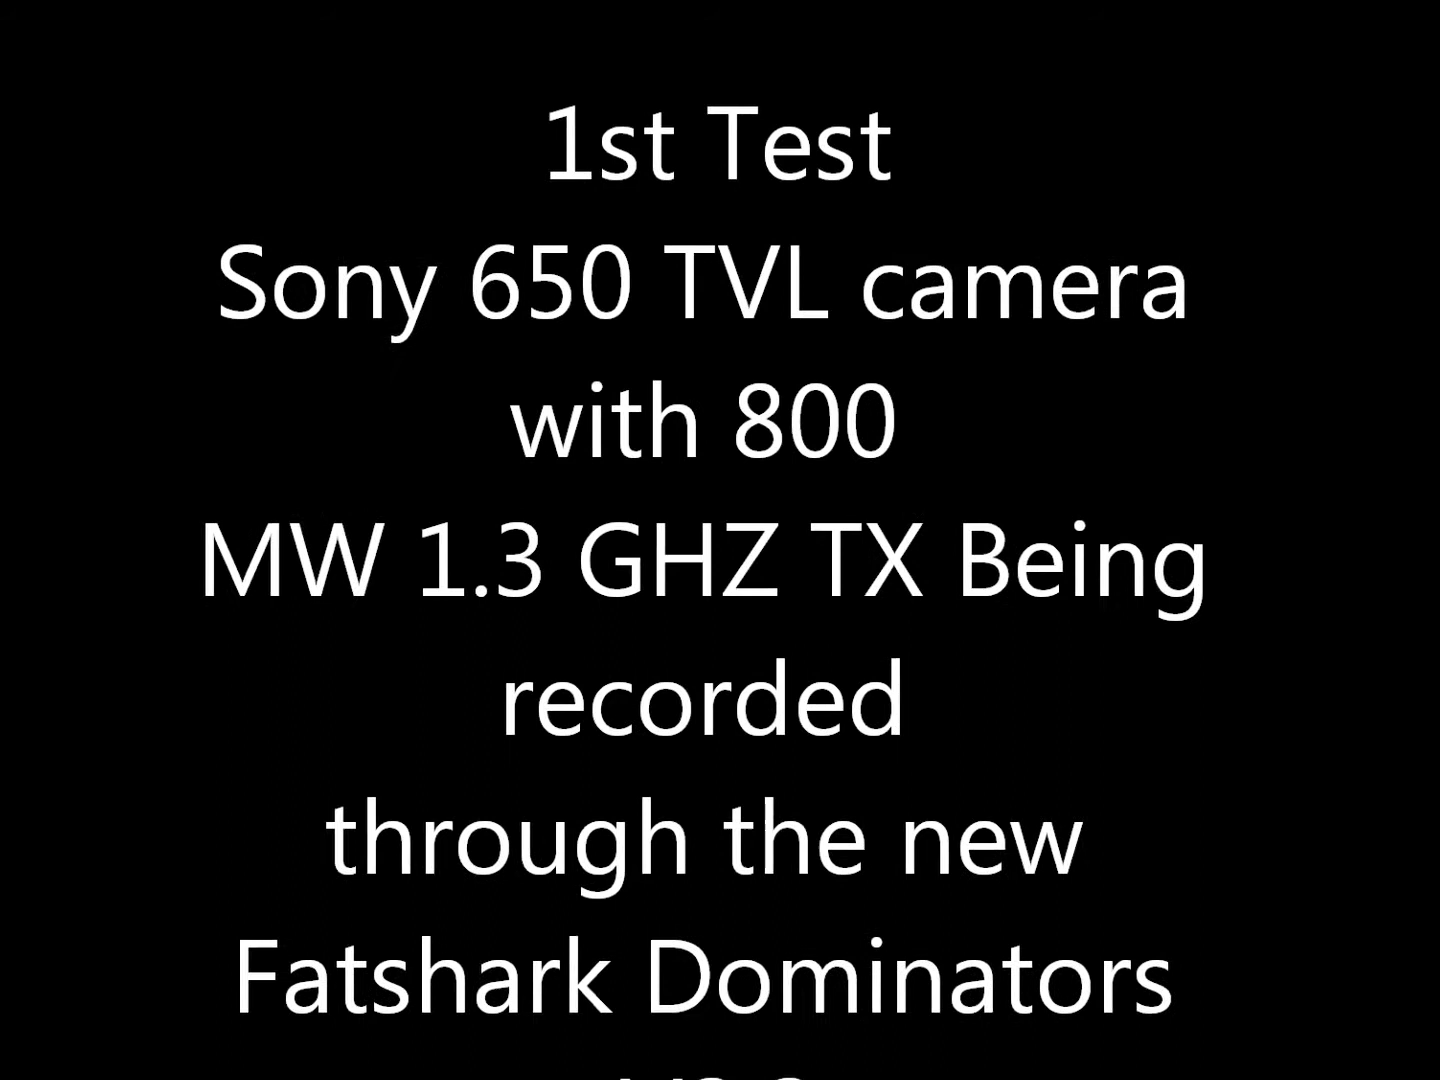 1st Test
Sony 650 TVL camera
with 800
MW 1.3 GHZ TX Being
recorded
through the new
Fatshark Dominators